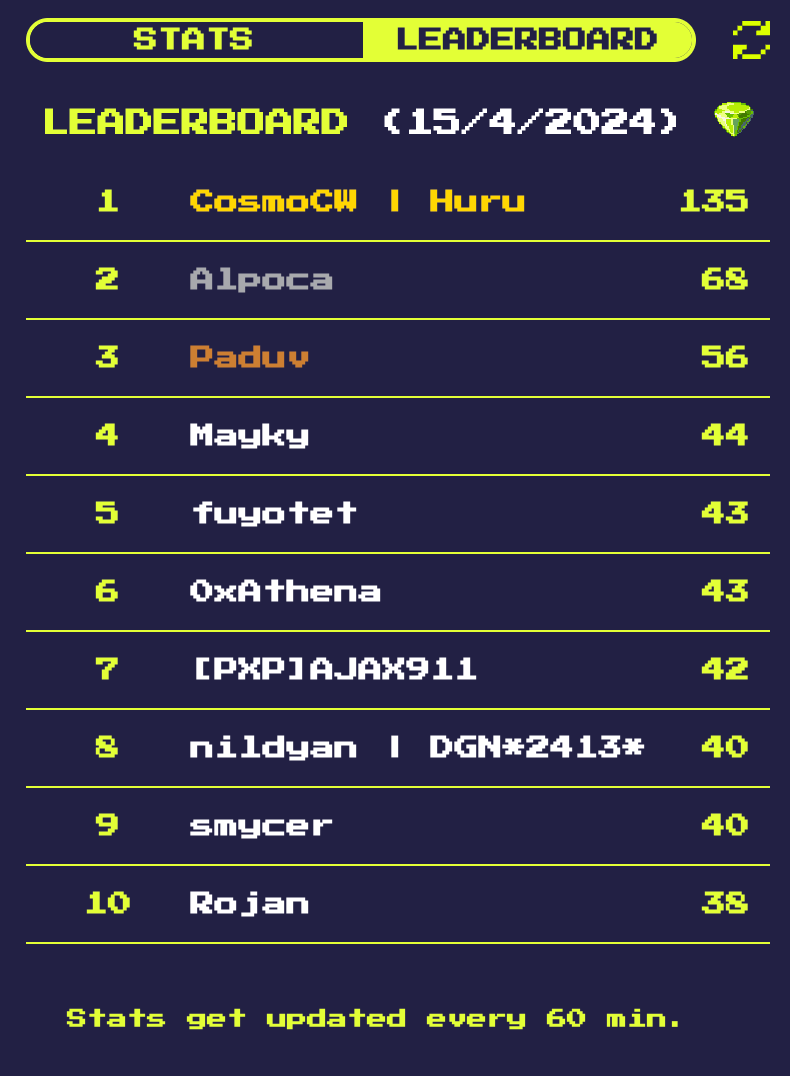 STATS LEADERBOARD
LEADERBOARD (15/4/2024)
1 CosmoCW | Huru 135
2 Alpoca 68
3 Paduv 56
4 Mayky 44
5 fuyotet 43
6 0xAthena 43
7 [PXP]AJAX911 42
8 nildyan | DGN*2413* 40
9 smycer 40
10 Rojan 38
Stats get updated every 60 min.